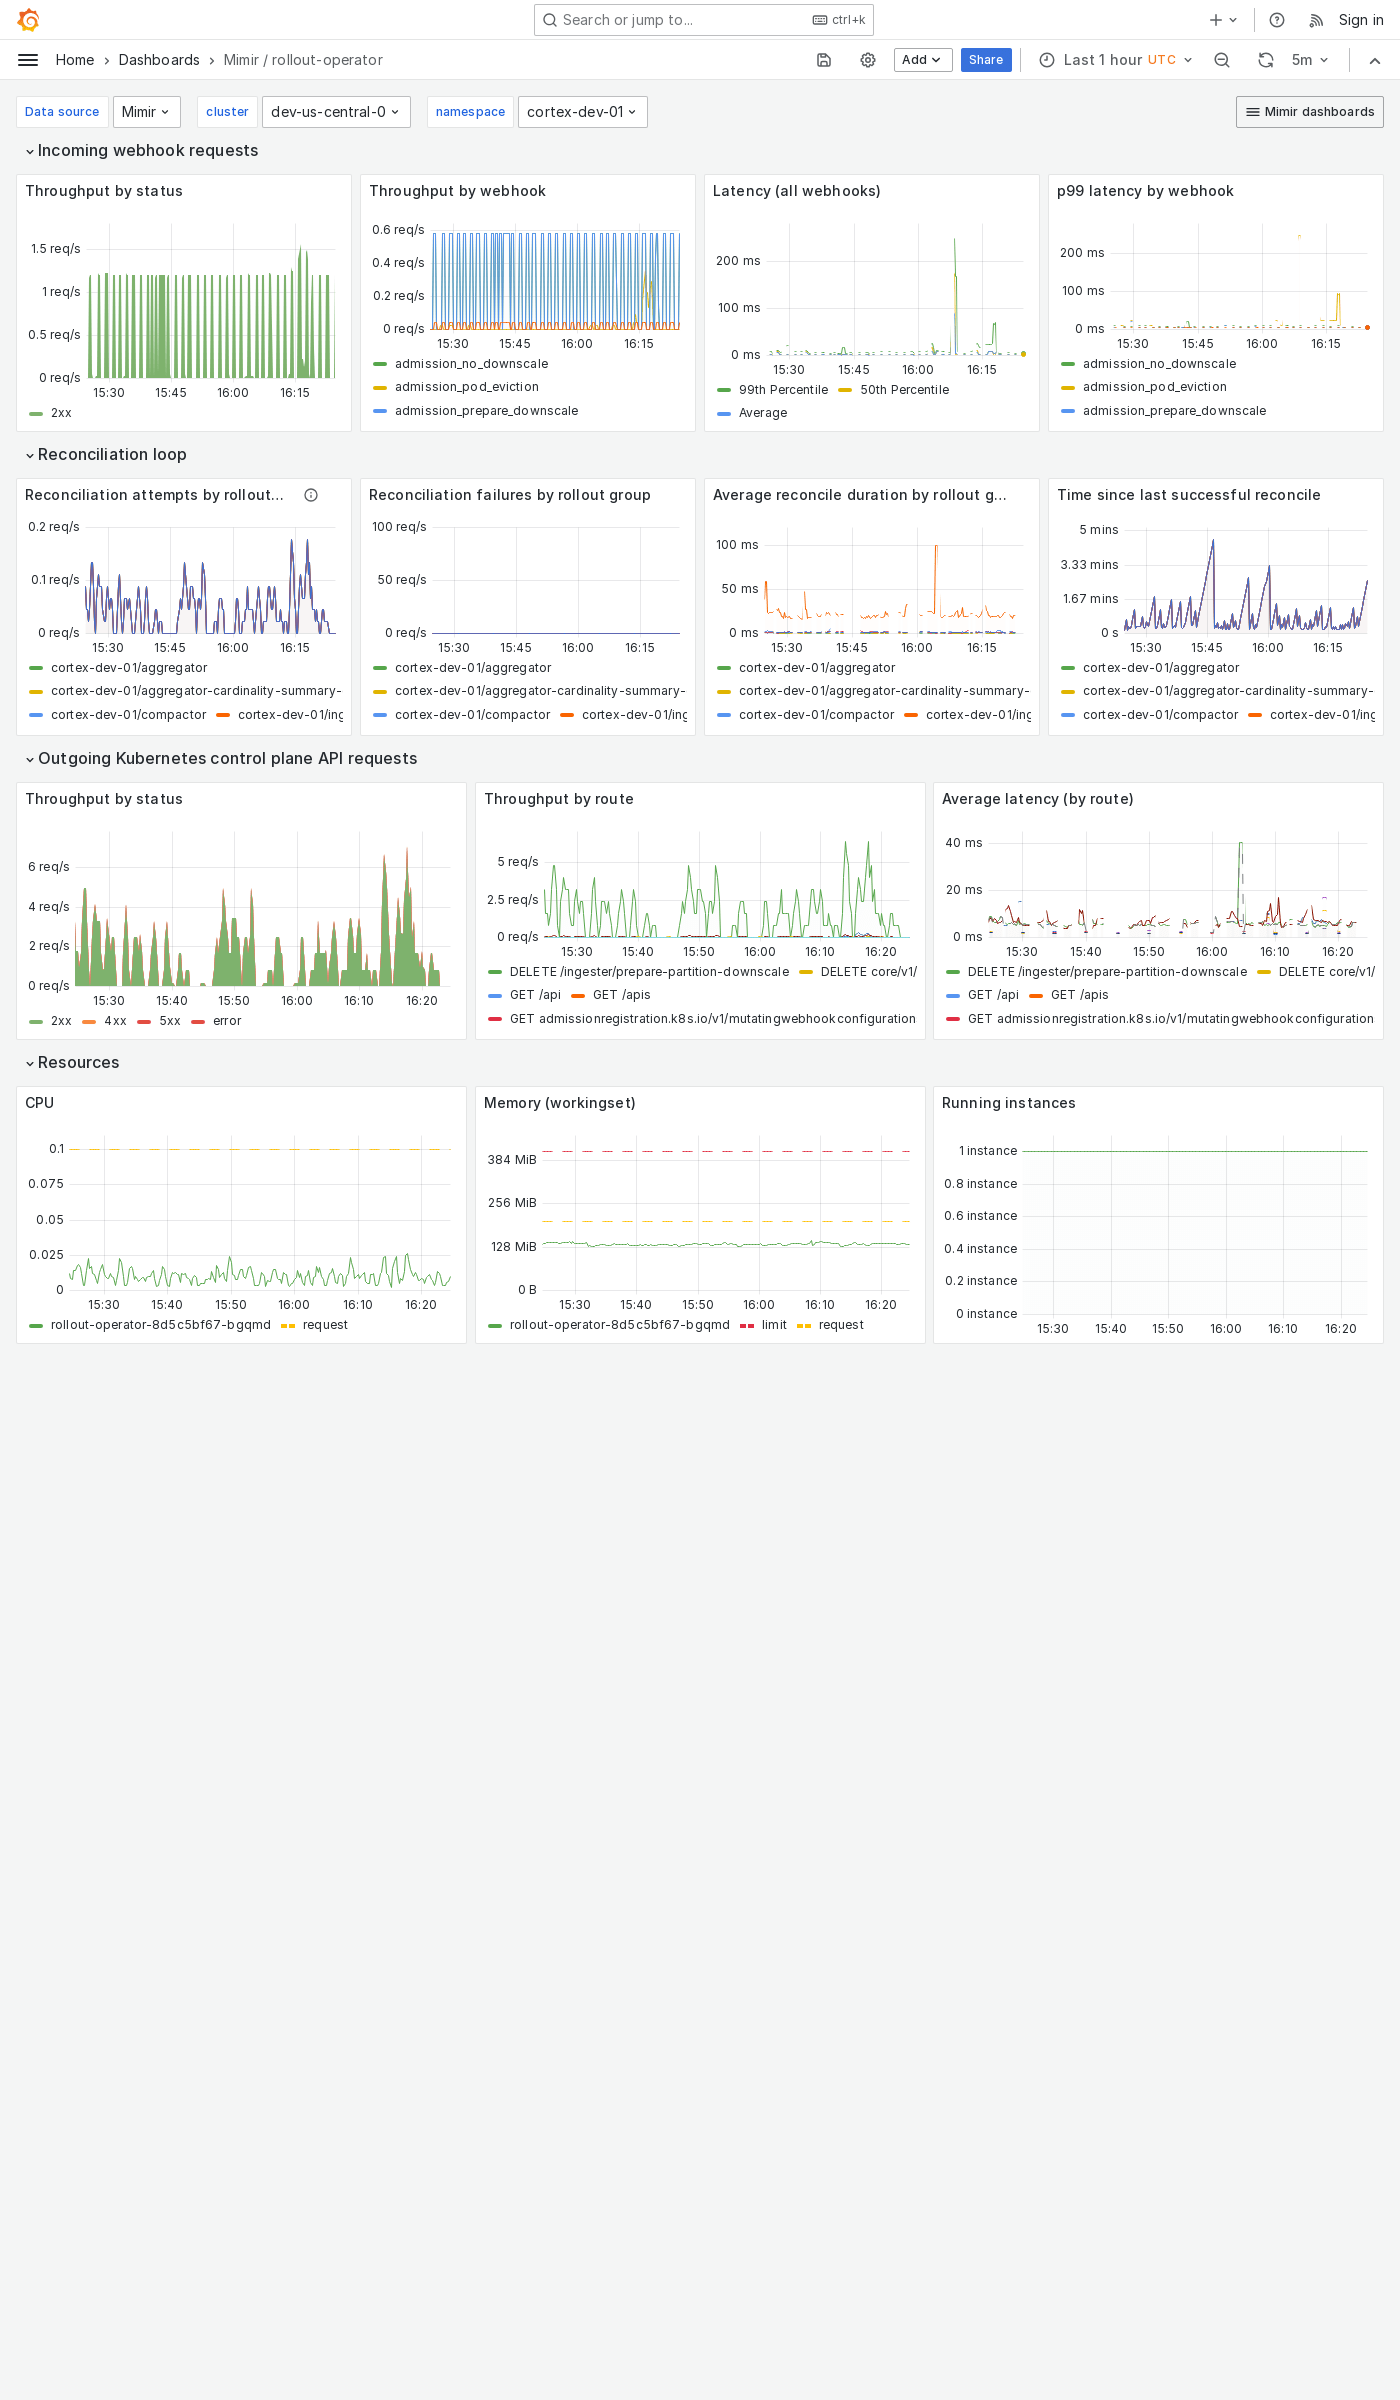 Search or jump to...
ctrl+k
Sign in
Home
Dashboards
Mimir / rollout-operator
Add
Share
Last 1 hour UTC
5m
Data source
Mimir
cluster
dev-us-central-0
namespace
cortex-dev-01
Mimir dashboards
Incoming webhook requests
Throughput by status
1.5 req/s
1 req/s
0.5 req/s
0 req/s
15:30 15:45 16:00 16:15
2xx
Throughput by webhook
0.6 req/s
0.4 req/s
0.2 req/s
0 req/s
15:30 15:45 16:00 16:15
admission_no_downscale
admission_pod_eviction
admission_prepare_downscale
Latency (all webhooks)
200 ms
100 ms
0 ms
15:30 15:45 16:00 16:15
99th Percentile 50th Percentile
Average
p99 latency by webhook
200 ms
100 ms
0 ms
15:30 15:45 16:00 16:15
admission_no_downscale
admission_pod_eviction
admission_prepare_downscale
Reconciliation loop
Reconciliation attempts by rollout...
0.2 req/s
0.1 req/s
0 req/s
15:30 15:45 16:00 16:15
cortex-dev-01/aggregator
cortex-dev-01/aggregator-cardinality-summary-
cortex-dev-01/compactor cortex-dev-01/ing
Reconciliation failures by rollout group
100 req/s
50 req/s
0 req/s
15:30 15:45 16:00 16:15
cortex-dev-01/aggregator
cortex-dev-01/aggregator-cardinality-summary-
cortex-dev-01/compactor cortex-dev-01/ing
Average reconcile duration by rollout g...
100 ms
50 ms
0 ms
15:30 15:45 16:00 16:15
cortex-dev-01/aggregator
cortex-dev-01/aggregator-cardinality-summary-
cortex-dev-01/compactor cortex-dev-01/ing
Time since last successful reconcile
5 mins
3.33 mins
1.67 mins
0 s
15:30 15:45 16:00 16:15
cortex-dev-01/aggregator
cortex-dev-01/aggregator-cardinality-summary-
cortex-dev-01/compactor cortex-dev-01/ing
Outgoing Kubernetes control plane API requests
Throughput by status
6 req/s
4 req/s
2 req/s
0 req/s
15:30 15:40 15:50 16:00 16:10 16:20
2xx 4xx 5xx error
Throughput by route
5 req/s
2.5 req/s
0 req/s
15:30 15:40 15:50 16:00 16:10 16:20
DELETE /ingester/prepare-partition-downscale DELETE core/v1/
GET /api GET /apis
GET admissionregistration.k8s.io/v1/mutatingwebhookconfiguration
Average latency (by route)
40 ms
20 ms
0 ms
15:30 15:40 15:50 16:00 16:10 16:20
DELETE /ingester/prepare-partition-downscale DELETE core/v1/
GET /api GET /apis
GET admissionregistration.k8s.io/v1/mutatingwebhookconfiguration
Resources
CPU
0.1
0.075
0.05
0.025
0
15:30 15:40 15:50 16:00 16:10 16:20
rollout-operator-8d5c5bf67-bgqmd request
Memory (workingset)
384 MiB
256 MiB
128 MiB
0 B
15:30 15:40 15:50 16:00 16:10 16:20
rollout-operator-8d5c5bf67-bgqmd limit request
Running instances
1 instance
0.8 instance
0.6 instance
0.4 instance
0.2 instance
0 instance
15:30 15:40 15:50 16:00 16:10 16:20